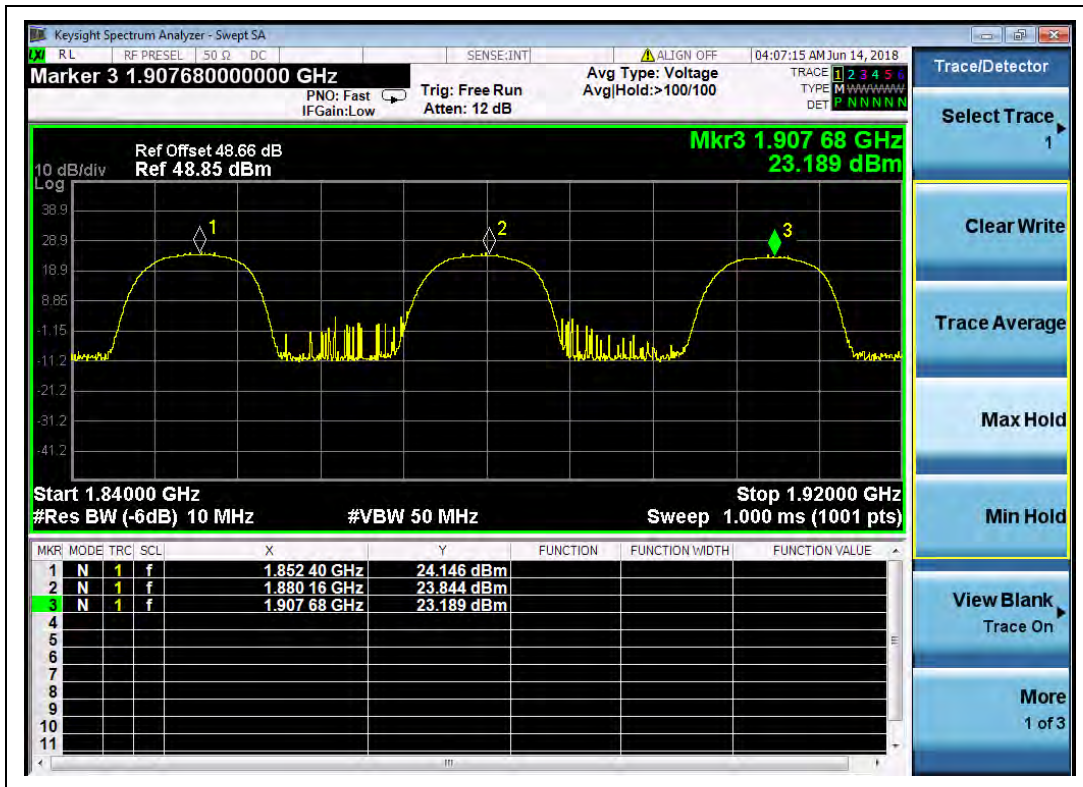 Keysight Spectrum Analyzer - Swept SA
LXI RL RF PRESEL 50 Ω DC SENSE:INT ALIGN OFF 04:07:15 AM Jun 14, 2018
Marker 3 1.907680000000 GHz
PNO: Fast
IFGain:Low
Trig: Free Run
Atten: 12 dB
Avg Type: Voltage
Avg|Hold:>100/100
TRACE 1 2 3 4 5 6
TYPE M WWWWW
DET P N N N N N
Mkr3 1.907 68 GHz
23.189 dBm
Ref Offset 48.66 dB
10 dB/div Ref 48.85 dBm
Log
38.9
28.9
18.9
8.85
-1.15
-11.2
-21.2
-31.2
-41.2
1
2
3
Start 1.84000 GHz Stop 1.92000 GHz
#Res BW (-6dB) 10 MHz #VBW 50 MHz Sweep 1.000 ms (1001 pts)
MKR MODE TRC SCL X Y FUNCTION FUNCTION WIDTH FUNCTION VALUE
1 N 1 f 1.852 40 GHz 24.146 dBm
2 N 1 f 1.880 16 GHz 23.844 dBm
3 N 1 f 1.907 68 GHz 23.189 dBm
4
5
6
7
8
9
10
11
Trace/Detector
Select Trace
1
Clear Write
Trace Average
Max Hold
Min Hold
View Blank
Trace On
More
1 of 3